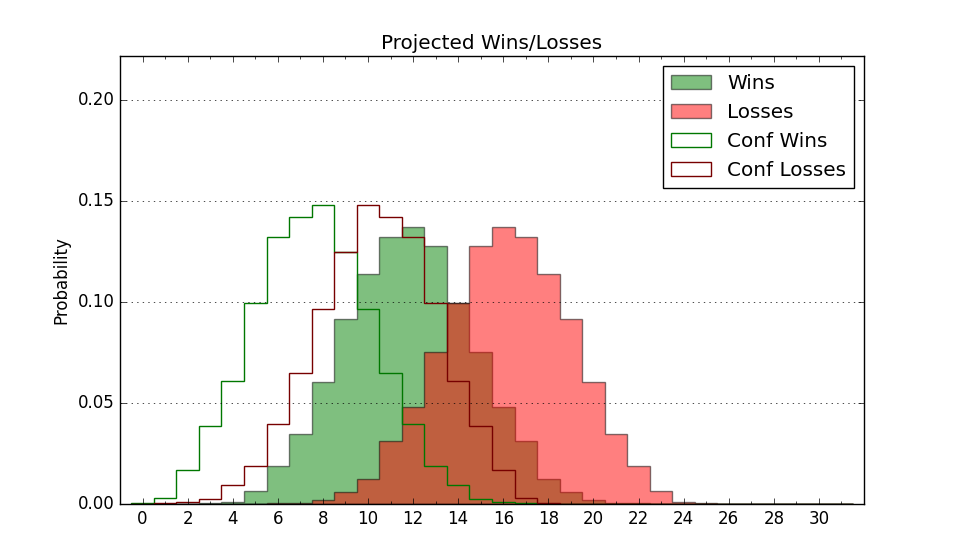 Projected Wins/Losses
Wins
Losses
Conf Wins
Conf Losses
Probability
0.20
0.15
0.10
0.05
0.00
0 2 4 6 8 10 12 14 16 18 20 22 24 26 28 30